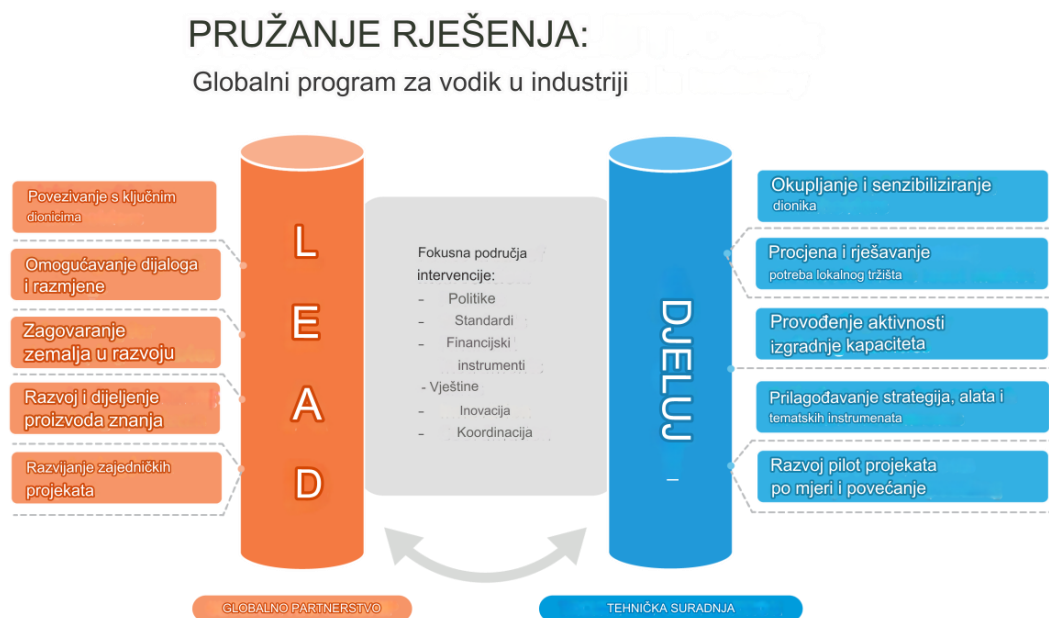 PRUŽANJE RJEŠENJA:
Globalni program za vodik u industriji
Povezivanje s ključnim
dionicima
Omogućavanje dijaloga
i razmjene
Zagovaranje
zemalja u razvoju
Razvoj i dijeljenje
proizvoda znanja
Razvijanje zajedničkih
projekata
LEAD
Fokusna područja
intervencije:
- Politike
- Standardi
- Financijski
instrumenti
- Vještine
- Inovacija
- Koordinacija
DJELUJ_
Okupljanje i senzibiliziranje
dionika
Procjena i rješavanje
potreba lokalnog tržišta
Provođenje aktivnosti
izgradnje kapaciteta
Prilagođavanje strategija, alata i
tematskih instrumenata
Razvoj pilot projekata
po mjeri i povećanje
GLOBALNO PARTNERSTVO
TEHNIČKA SURADNJA